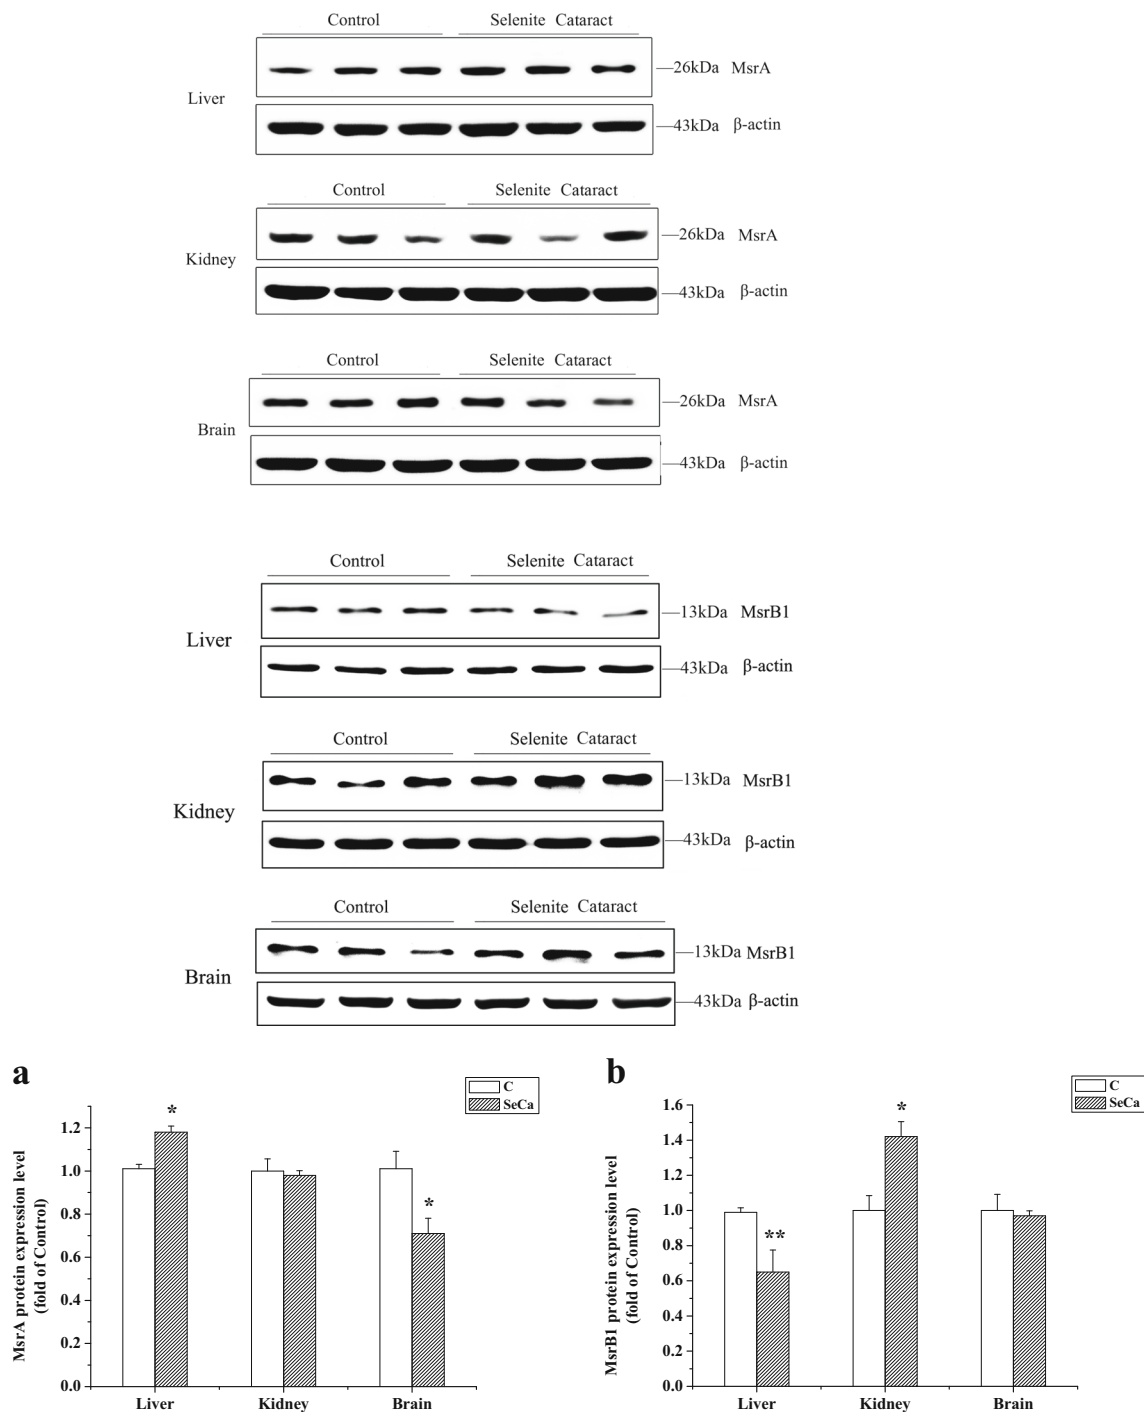 Control Selenite Cataract
26kDa MsrA
Liver
43kDa β-actin
Control Selenite Cataract
26kDa MsrA
Kidney
43kDa β-actin
Control Selenite Cataract
26kDa MsrA
Brain
43kDa β-actin
Control Selenite Cataract
13kDa MsrB1
Liver
43kDa β-actin
Control Selenite Cataract
13kDa MsrB1
Kidney
43kDa β-actin
Control Selenite Cataract
13kDa MsrB1
Brain
43kDa β-actin
a
C
SeCa
MsrA protein expression level
(fold of Control)
1.2
1.0
0.8
0.6
0.4
0.2
0.0
*
*
Liver Kidney Brain
b
C
SeCa
MsrB1 protein expression level
(fold of Control)
1.6
1.4
1.2
1.0
0.8
0.6
0.4
0.2
0.0
**
*
Liver Kidney Brain